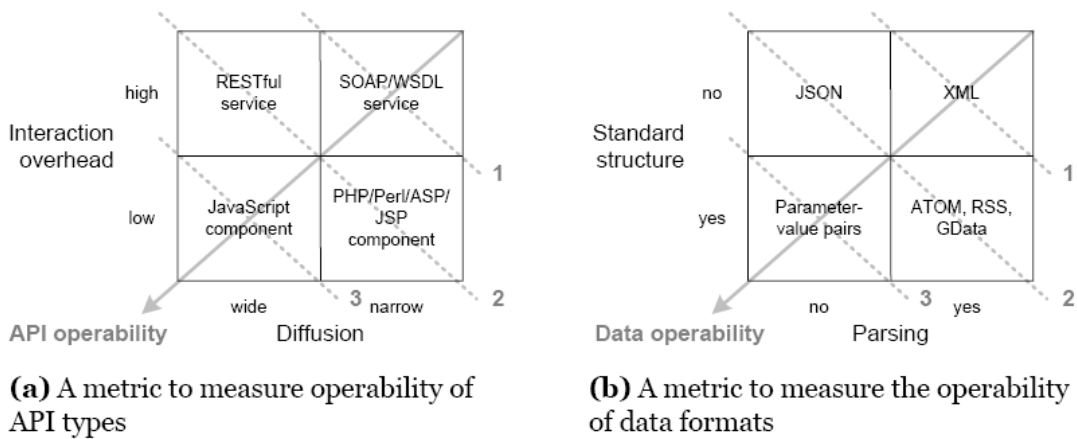 high
Interaction
overhead
low
RESTful
service
SOAP/WSDL
service
JavaScript
component
PHP/Perl/ASP/
JSP
component
1
2
3
wide
narrow
API operability
Diffusion
(a) A metric to measure operability of
API types
no
Standard
structure
yes
JSON
XML
Parameter-
value pairs
ATOM, RSS,
GData
1
2
3
no
yes
Data operability
Parsing
(b) A metric to measure the operability
of data formats